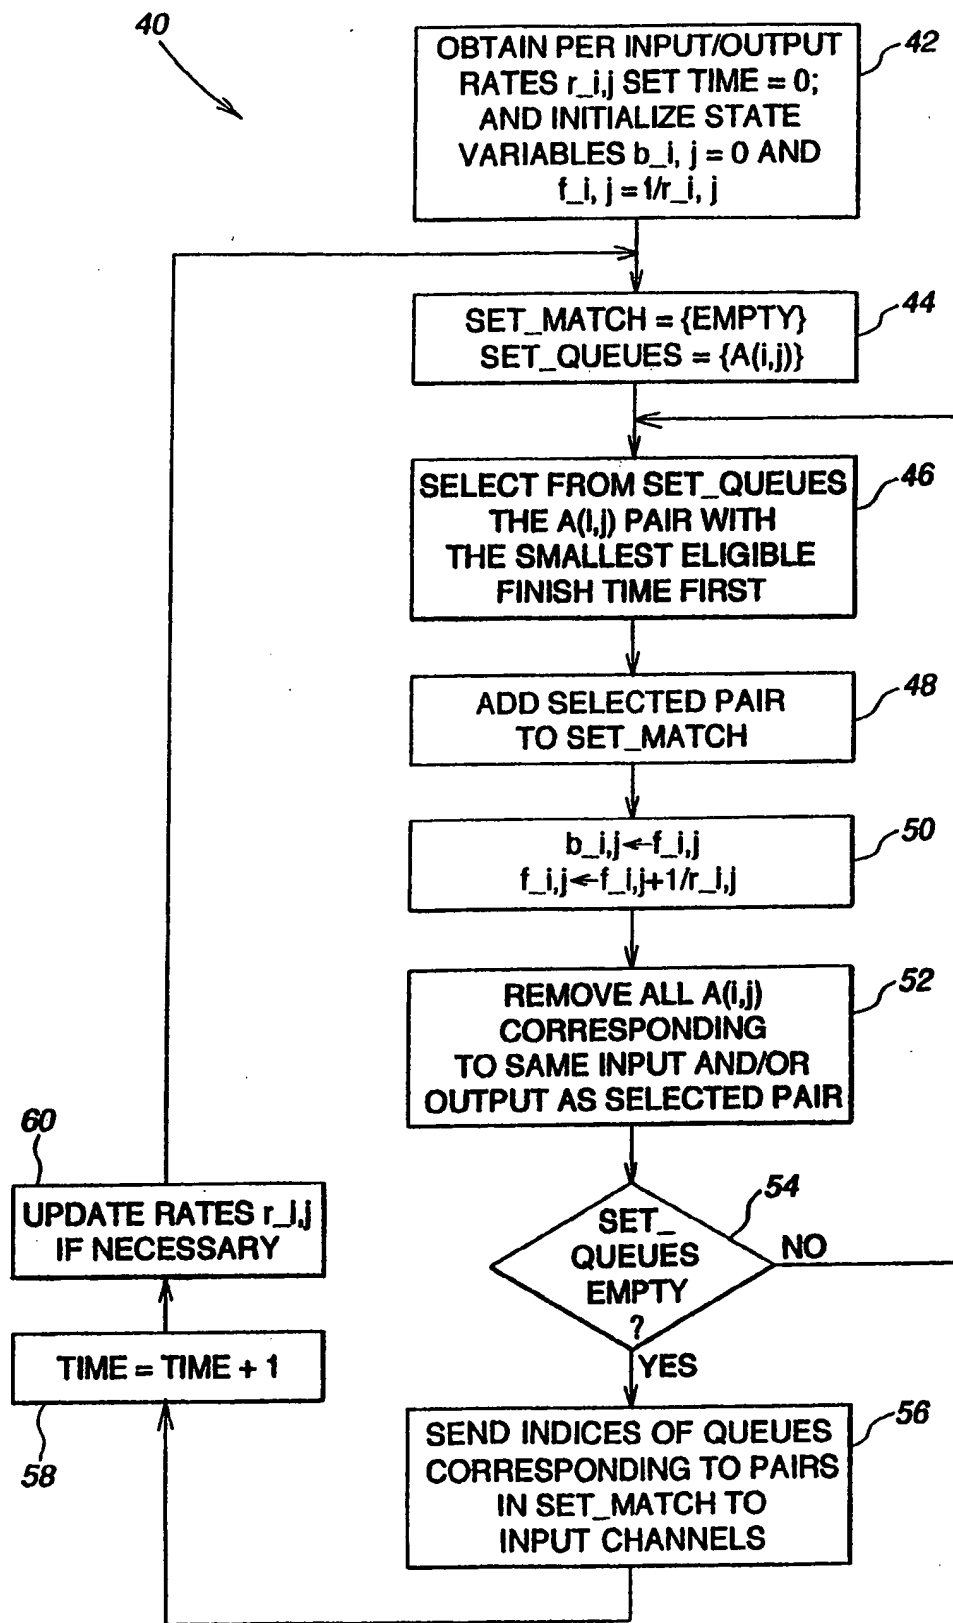 40
OBTAIN PER INPUT/OUTPUT
RATES r_i,j SET TIME = 0;
AND INITIALIZE STATE
VARIABLES b_i, j = 0 AND
f_i, j = 1/r_i, j
42
SET_MATCH = {EMPTY}
SET_QUEUES = {A(i,j)}
44
SELECT FROM SET_QUEUES
THE A(i,j) PAIR WITH
THE SMALLEST ELIGIBLE
FINISH TIME FIRST
46
ADD SELECTED PAIR
TO SET_MATCH
48
b_i,j←f_i,j
f_i,j←f_i,j+1/r_i,j
50
REMOVE ALL A(i,j)
CORRESPONDING
TO SAME INPUT AND/OR
OUTPUT AS SELECTED PAIR
52
SET_
QUEUES
EMPTY
?
54
NO
YES
SEND INDICES OF QUEUES
CORRESPONDING TO PAIRS
IN SET_MATCH TO
INPUT CHANNELS
56
TIME = TIME + 1
58
UPDATE RATES r_i,j
IF NECESSARY
60